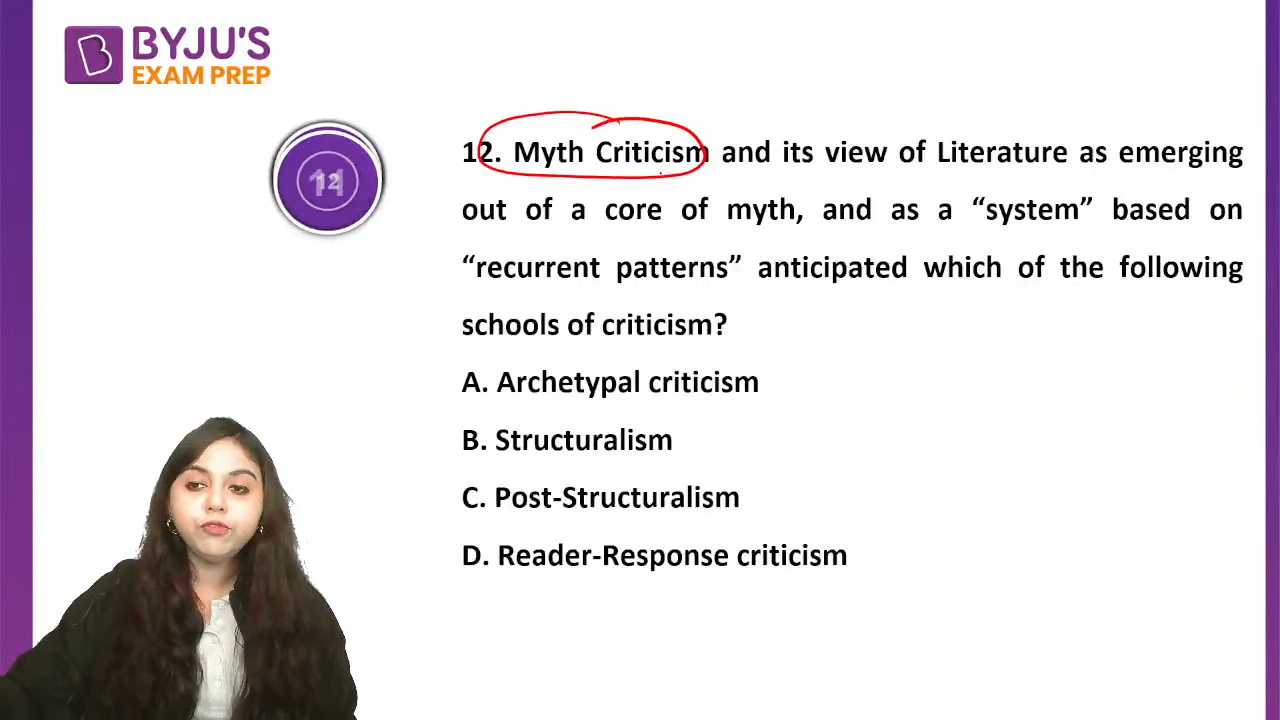 BYJU'S
EXAM PREP
12. Myth Criticism and its view of Literature as emerging
out of a core of myth, and as a “system” based on
“recurrent patterns” anticipated which of the following
schools of criticism?
A. Archetypal criticism
B. Structuralism
C. Post-Structuralism
D. Reader-Response criticism